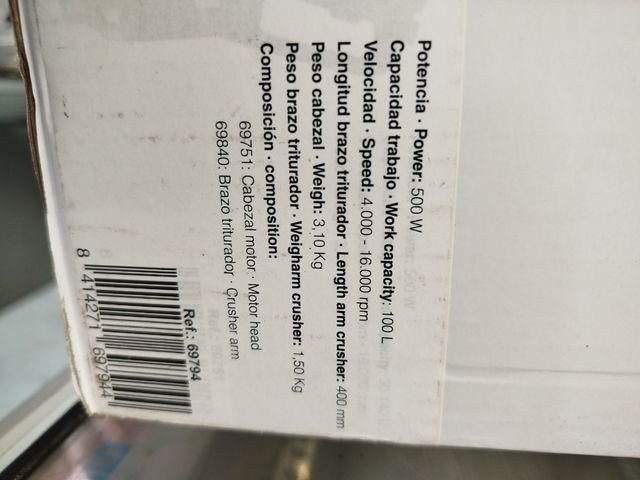 Potencia · Power: 500 W
Capacidad trabajo · Work capacity: 100 L
Velocidad · Speed: 4.000 - 16.000 rpm
Longitud brazo triturador · Length arm crusher: 400 mm
Peso cabezal · Weigh: 3,10 Kg
Peso brazo triturador · Weigharm crusher: 1,50 Kg
Composición · composition:
69751: Cabezal motor · Motor head
69840: Brazo triturador · Crusher arm
Ref.: 69794
8 414271 697944